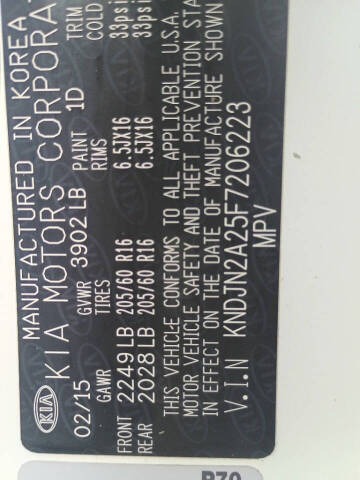 MANUFACTURED IN KOREA
KIA KIA MOTORS CORPORA
02/15 GVWR 3902 LB PAINT 1D TRIM
GAWR TIRES RIMS COLD
FRONT 2249 LB 205/60 R16 6.5JX16 33psi
REAR 2028 LB 205/60 R16 6.5JX16 33psi
THIS VEHICLE CONFORMS TO ALL APPLICABLE U.S.A.
MOTOR VEHICLE SAFETY AND THEFT PREVENTION STA
IN EFFECT ON THE DATE OF MANUFACTURE SHOWN
V.I.N KNDJN2A25F7206223
MPV